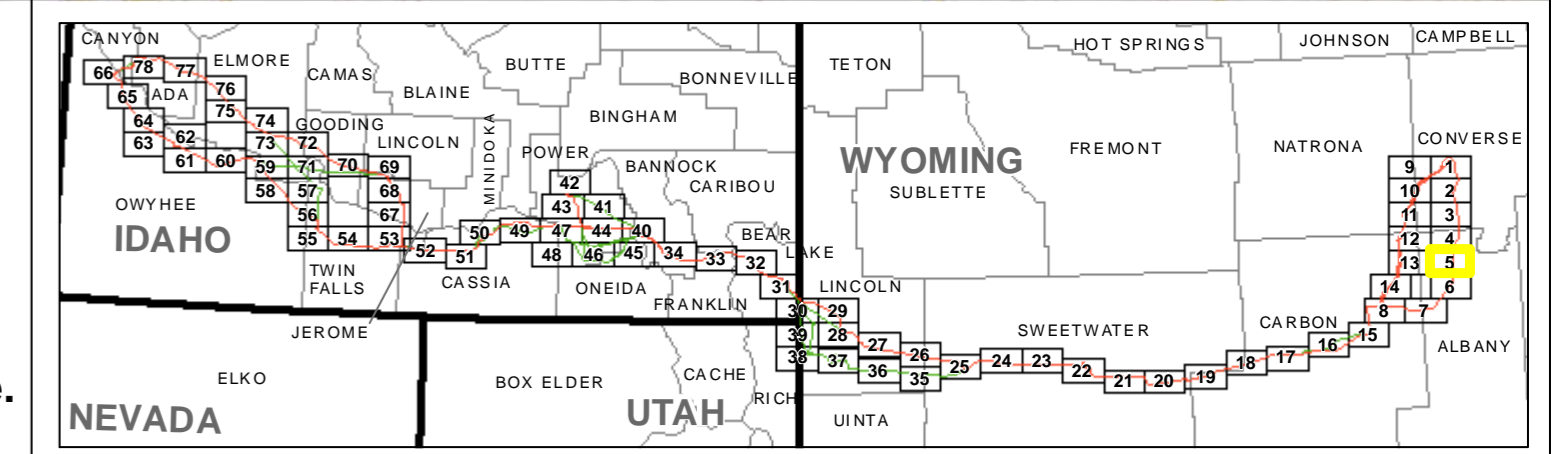 CANYON
HOT SPRINGS
JOHNSON
CAMPBELL
66
78
77
ELMORE
CAMAS
BUTTE
BONNEVILLE
TETON
65
ADA
76
BLAINE
75
BINGHAM
64
74
GOODING
63
62
73
72
LINCOLN
MINIDOKA
POWER
BANNOCK
WYOMING
FREMONT
NATRONA
CONVERSE
61
60
59
71
70
69
9
1
58
57
68
42
CARIBOU
SUBLETTE
10
2
OWYHEE
56
67
43
41
11
3
IDAHO
55
54
53
50
49
47
44
40
BEAR
LAKE
12
4
52
51
48
46
45
34
33
32
13
5
TWIN
FALLS
CASSIA
ONEIDA
31
LINCOLN
14
6
JEROME
FRANKLIN
30
29
SWEETWATER
CARBON
8
7
39
28
27
16
15
ALBANY
ELKO
BOX ELDER
CACHE
38
37
26
25
24
23
22
21
20
19
18
17
36
35
e.
NEVADA
UTAH
RICH
UINTA